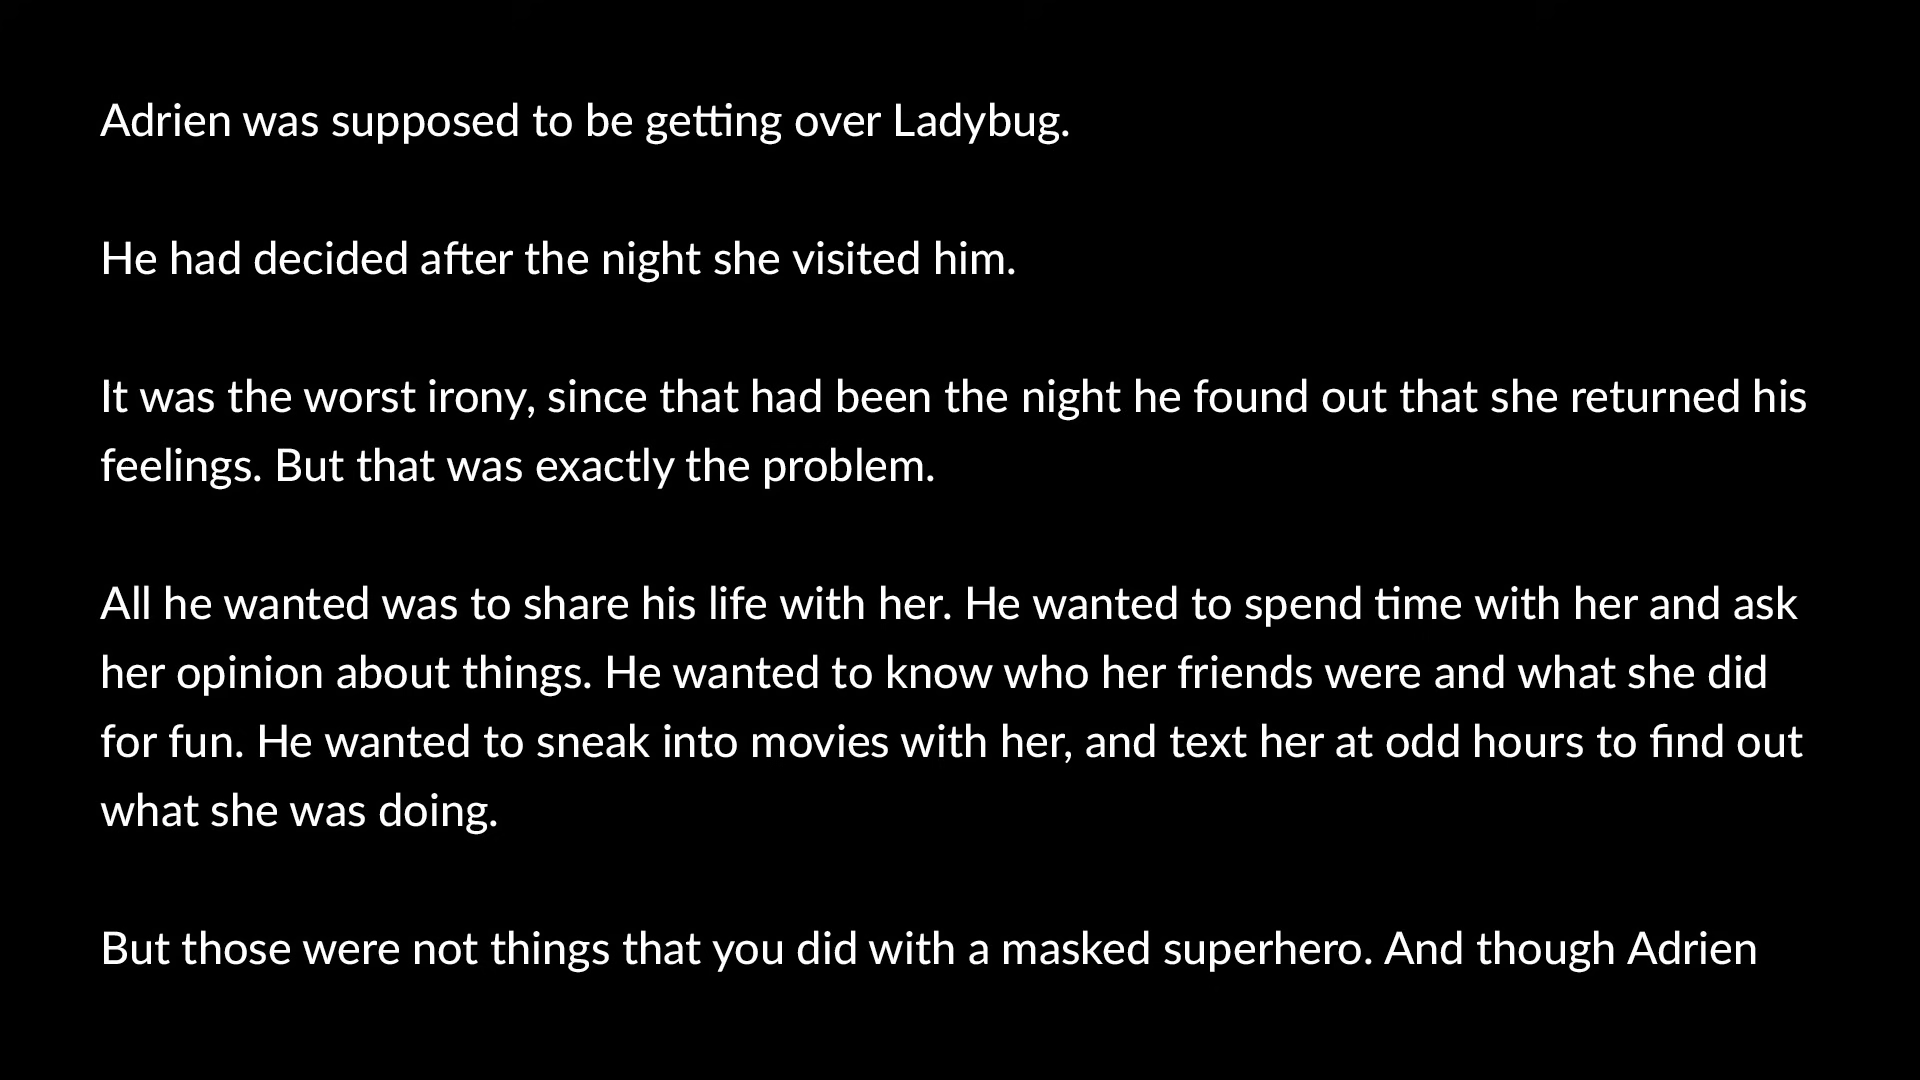 Adrien was supposed to be getting over Ladybug.
He had decided after the night she visited him.
It was the worst irony, since that had been the night he found out that she returned his
feelings. But that was exactly the problem.
All he wanted was to share his life with her. He wanted to spend time with her and ask
her opinion about things. He wanted to know who her friends were and what she did
for fun. He wanted to sneak into movies with her, and text her at odd hours to find out
what she was doing.
But those were not things that you did with a masked superhero. And though Adrien